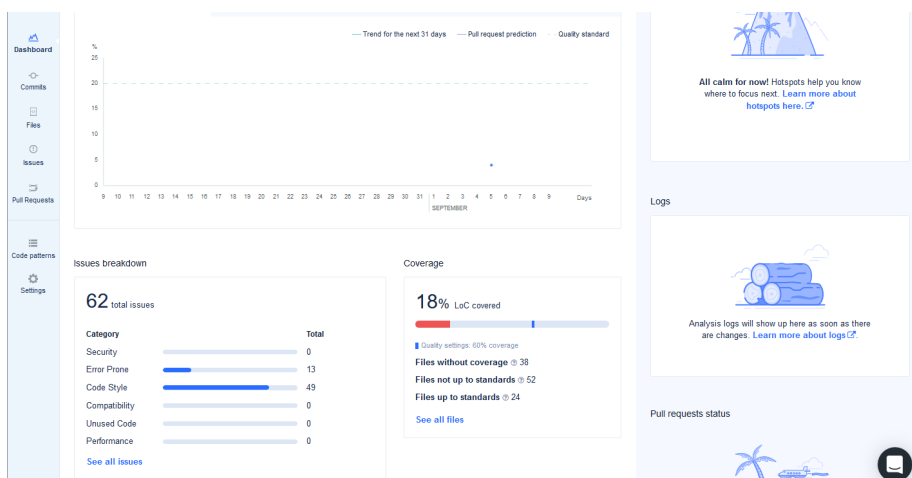 Dashboard
Commits
Files
Issues
Pull Requests
Code patterns
Settings
Trend for the next 31 days
Pull request prediction
Quality standard
%
25
20
15
10
5
0
9 10 11 12 13 14 15 16 17 18 19 20 21 22 23 24 25 26 27 28 29 30 31 1 2 3 4 5 6 7 8 9 Days
SEPTEMBER
Issues breakdown
62 total issues
Category Total
Security 0
Error Prone 13
Code Style 49
Compatibility 0
Unused Code 0
Performance 0
See all issues
Coverage
18% LoC covered
Quality settings: 60% coverage
Files without coverage 38
Files not up to standards 52
Files up to standards 24
See all files
All calm for now! Hotspots help you know
where to focus next. Learn more about
hotspots here.
Logs
Analysis logs will show up here as soon as there
are changes. Learn more about logs.
Pull requests status